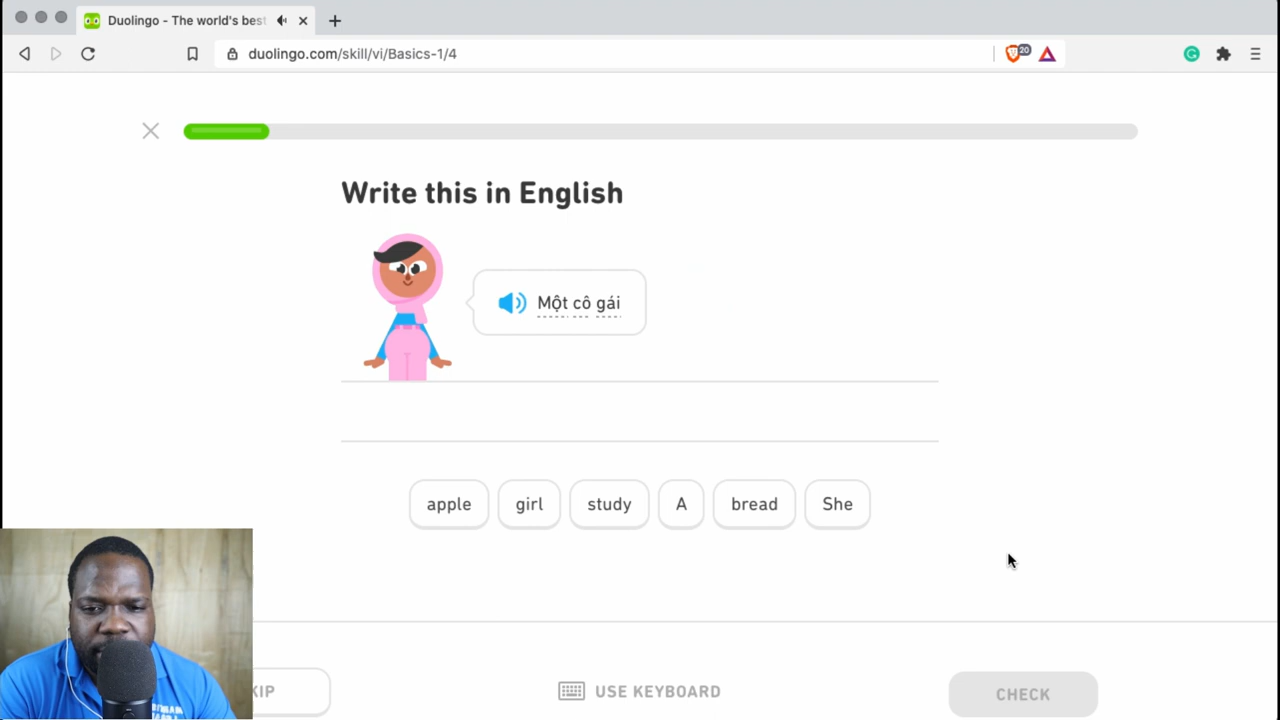 Duolingo - The world's best
duolingo.com/skill/vi/Basics-1/4
20
Write this in English
Một cô gái
apple girl study A bread She
KIP
USE KEYBOARD
CHECK